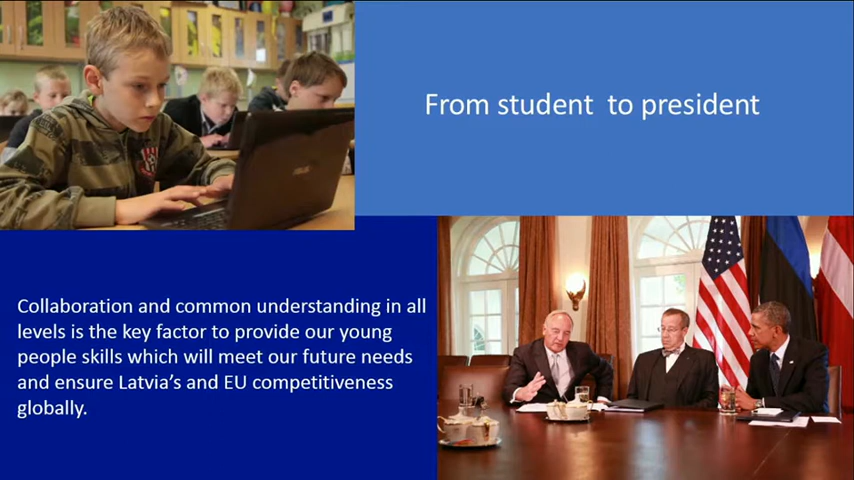 From student  to president
Collaboration and common understanding in all
levels is the key factor to provide our young
people skills which will meet our future needs
and ensure Latvia's and EU competitiveness
globally.
ASUS